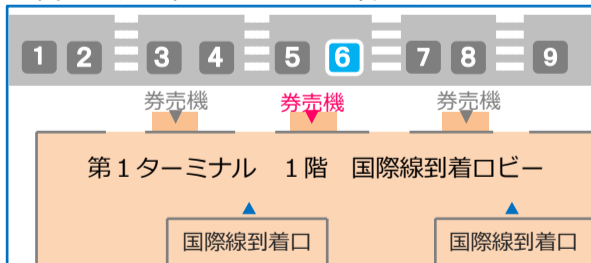 1 2 3 4 5 6 7 8 9
券売機 券売機 券売機
第1ターミナル 1階 国際線到着ロビー
国際線到着口 国際線到着口